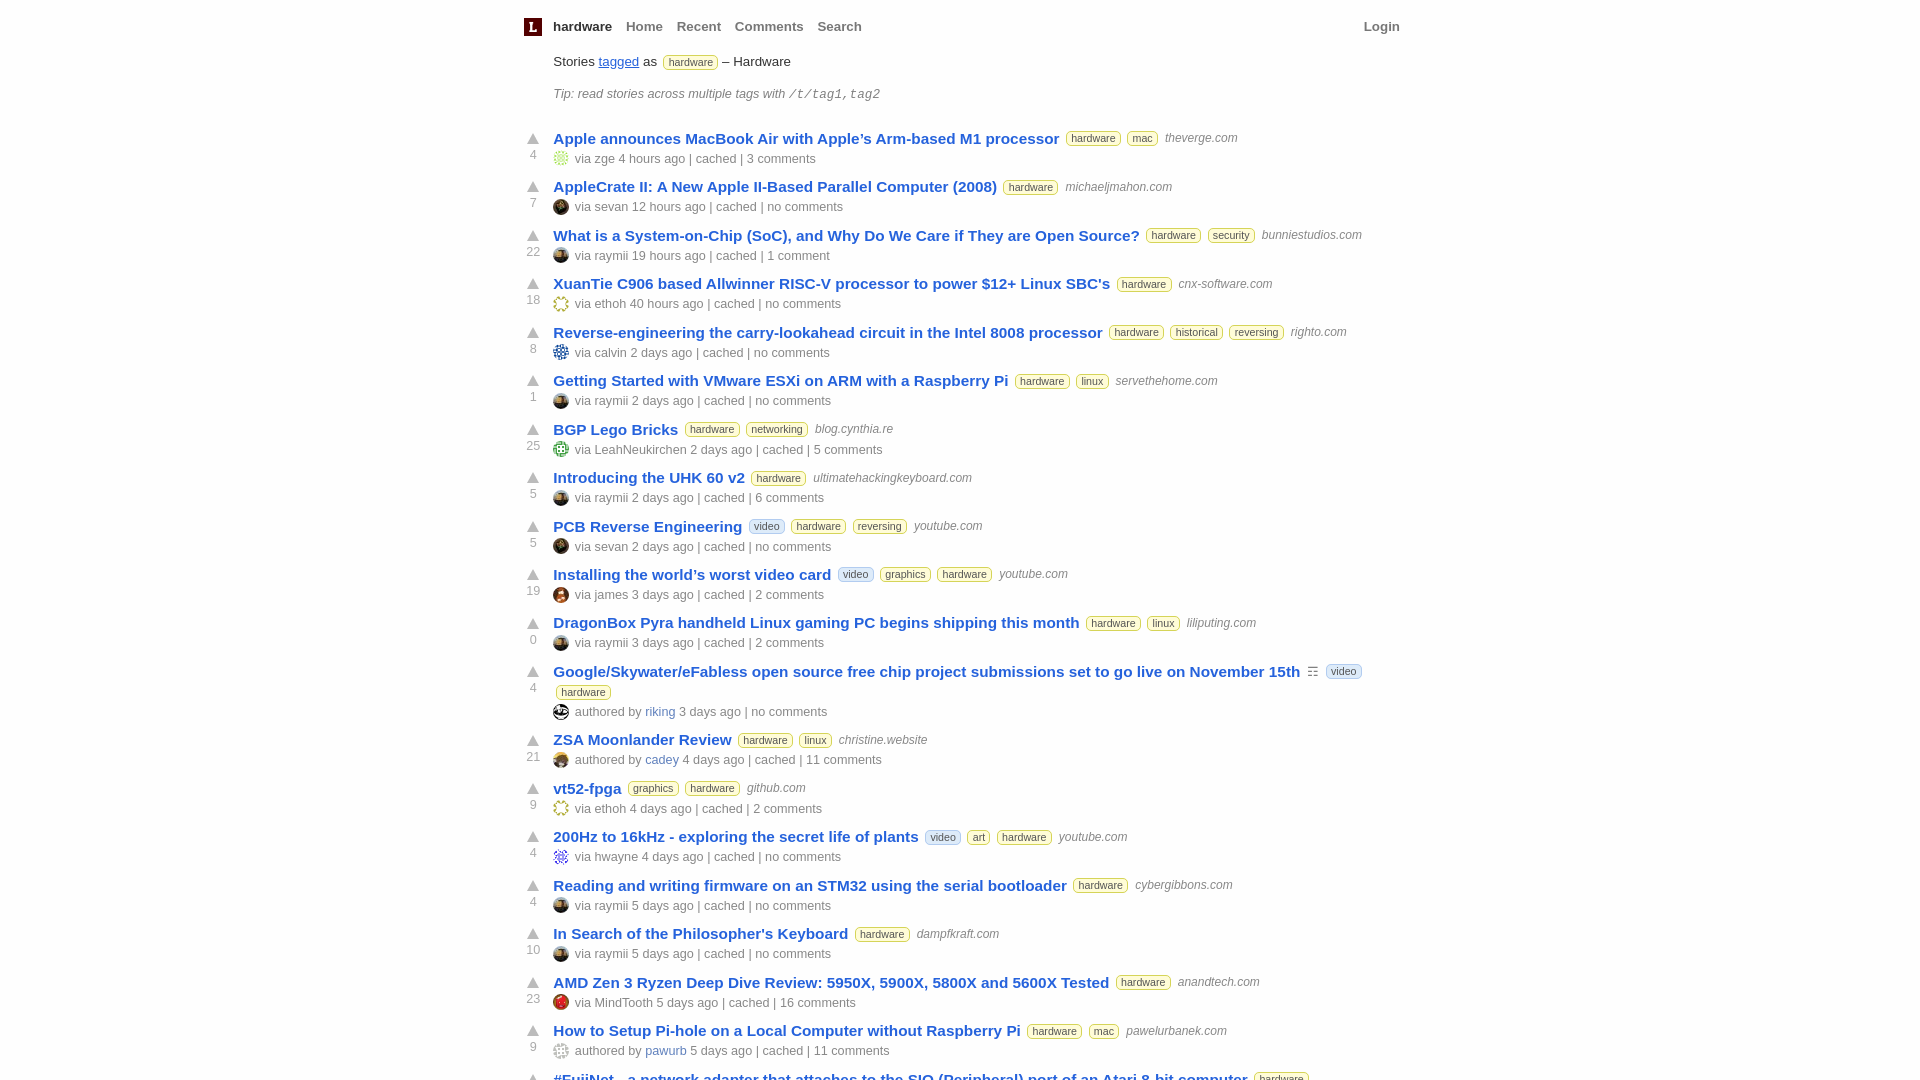 L hardware Home Recent Comments Search Login
Stories tagged as hardware – Hardware
Tip: read stories across multiple tags with /t/tag1,tag2
Apple announces MacBook Air with Apple’s Arm-based M1 processor hardware mac theverge.com
4 via zge 4 hours ago | cached | 3 comments
AppleCrate II: A New Apple II-Based Parallel Computer (2008) hardware michaeljmahon.com
7 via sevan 12 hours ago | cached | no comments
What is a System-on-Chip (SoC), and Why Do We Care if They are Open Source? hardware security bunniestudios.com
22 via raymii 19 hours ago | cached | 1 comment
XuanTie C906 based Allwinner RISC-V processor to power $12+ Linux SBC's hardware cnx-software.com
18 via ethoh 40 hours ago | cached | no comments
Reverse-engineering the carry-lookahead circuit in the Intel 8008 processor hardware historical reversing righto.com
8 via calvin 2 days ago | cached | no comments
Getting Started with VMware ESXi on ARM with a Raspberry Pi hardware linux servethehome.com
1 via raymii 2 days ago | cached | no comments
BGP Lego Bricks hardware networking blog.cynthia.re
25 via LeahNeukirchen 2 days ago | cached | 5 comments
Introducing the UHK 60 v2 hardware ultimatehackingkeyboard.com
5 via raymii 2 days ago | cached | 6 comments
PCB Reverse Engineering video hardware reversing youtube.com
5 via sevan 2 days ago | cached | no comments
Installing the world’s worst video card video graphics hardware youtube.com
19 via james 3 days ago | cached | 2 comments
DragonBox Pyra handheld Linux gaming PC begins shipping this month hardware linux liliputing.com
0 via raymii 3 days ago | cached | 2 comments
Google/Skywater/eFabless open source free chip project submissions set to go live on November 15th ☶ video
4 hardware
authored by riking 3 days ago | no comments
ZSA Moonlander Review hardware linux christine.website
21 authored by cadey 4 days ago | cached | 11 comments
vt52-fpga graphics hardware github.com
9 via ethoh 4 days ago | cached | 2 comments
200Hz to 16kHz - exploring the secret life of plants video art hardware youtube.com
4 via hwayne 4 days ago | cached | no comments
Reading and writing firmware on an STM32 using the serial bootloader hardware cybergibbons.com
4 via raymii 5 days ago | cached | no comments
In Search of the Philosopher's Keyboard hardware dampfkraft.com
10 via raymii 5 days ago | cached | no comments
AMD Zen 3 Ryzen Deep Dive Review: 5950X, 5900X, 5800X and 5600X Tested hardware anandtech.com
23 via MindTooth 5 days ago | cached | 16 comments
How to Setup Pi-hole on a Local Computer without Raspberry Pi hardware mac pawelurbanek.com
9 authored by pawurb 5 days ago | cached | 11 comments
#FujiNet - a network adapter that attaches to the SIO (Peripheral) port of an Atari 8-bit computer hardware